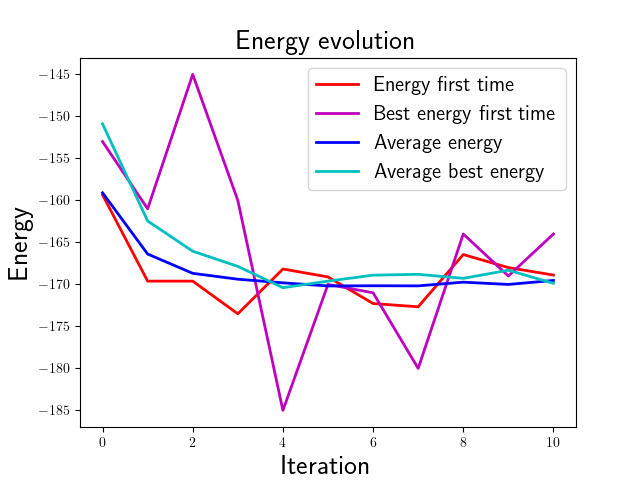 Energy evolution
Energy first time
Best energy first time
Average energy
Average best energy
Energy
−145
−150
−155
−160
−165
−170
−175
−180
−185
0 2 4 6 8 10
Iteration